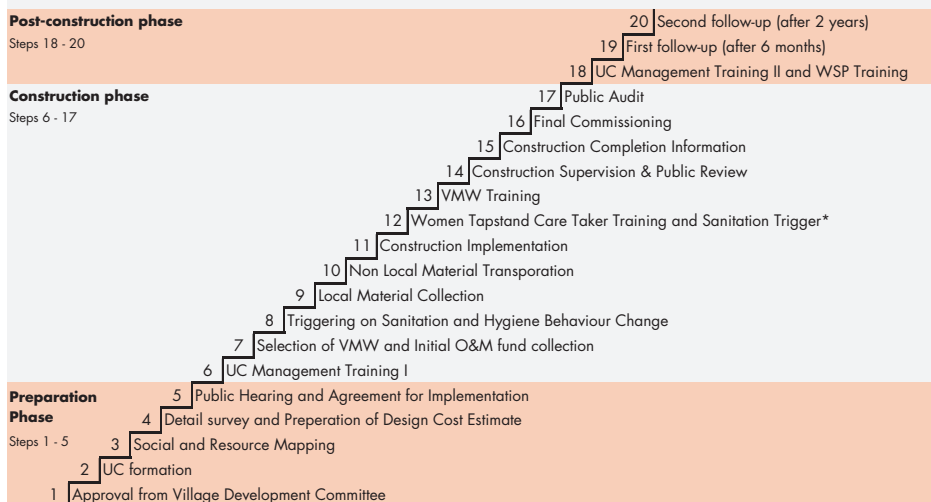 Post-construction phase
Steps 18 - 20
20 Second follow-up (after 2 years)
19 First follow-up (after 6 months)
18 UC Management Training II and WSP Training
Construction phase
Steps 6 - 17
17 Public Audit
16 Final Commissioning
15 Construction Completion Information
14 Construction Supervision & Public Review
13 VMW Training
12 Women Tapstand Care Taker Training and Sanitation Trigger*
11 Construction Implementation
10 Non Local Material Transporation
9 Local Material Collection
8 Triggering on Sanitation and Hygiene Behaviour Change
7 Selection of VMW and Initial O&M fund collection
6 UC Management Training I
Preparation
Phase
Steps 1 - 5
5 Public Hearing and Agreement for Implementation
4 Detail survey and Preparation of Design Cost Estimate
3 Social and Resource Mapping
2 UC formation
1 Approval from Village Development Committee